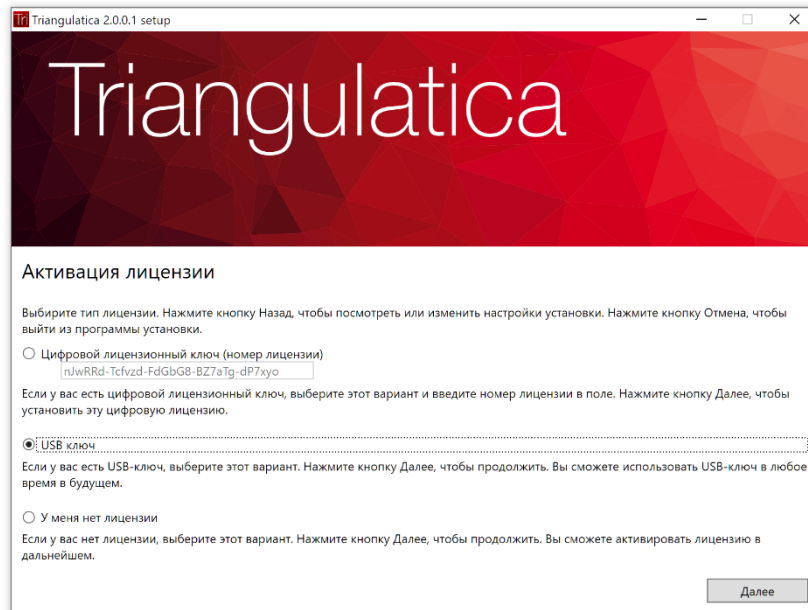 Triangulatica 2.0.0.1 setup
Triangulatica
Активация лицензии
Выбирите тип лицензии. Нажмите кнопку Назад, чтобы посмотреть или изменить настройки установки. Нажмите кнопку Отмена, чтобы
выйти из программы установки.
Цифровой лицензионный ключ (номер лицензии)
nJwRRd-Tcfvzd-FdGbG8-BZ7aTg-dP7xyo
Если у вас есть цифровой лицензионный ключ, выберите этот вариант и введите номер лицензии в поле. Нажмите кнопку Далее, чтобы
установить эту цифровую лицензию.
USB ключ
Если у вас есть USB-ключ, выберите этот вариант. Нажмите кнопку Далее, чтобы продолжить. Вы сможете использовать USB-ключ в любое
время в будущем.
У меня нет лицензии
Если у вас нет лицензии, выберите этот вариант. Нажмите кнопку Далее, чтобы продолжить. Вы сможете активировать лицензию в
дальнейшем.
Далее